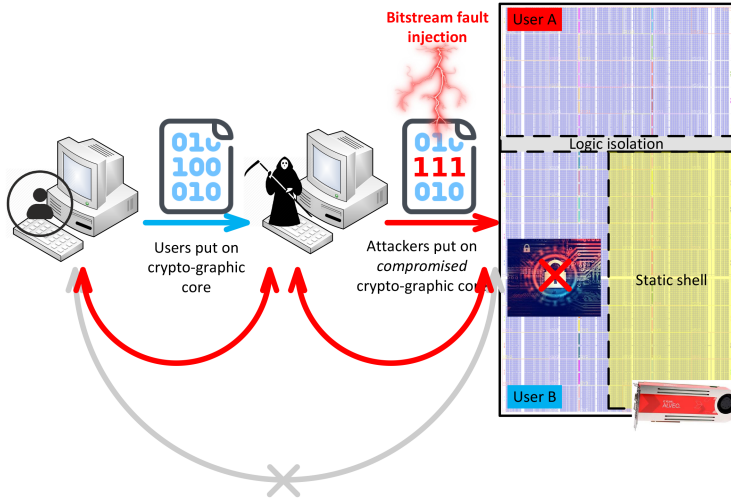 Bitstream fault
injection
User A
Logic isolation
010
100
010
010
111
010
Users put on
crypto-graphic
core
Attackers put on
compromised
crypto-graphic core
Static shell
User B
ALVEO